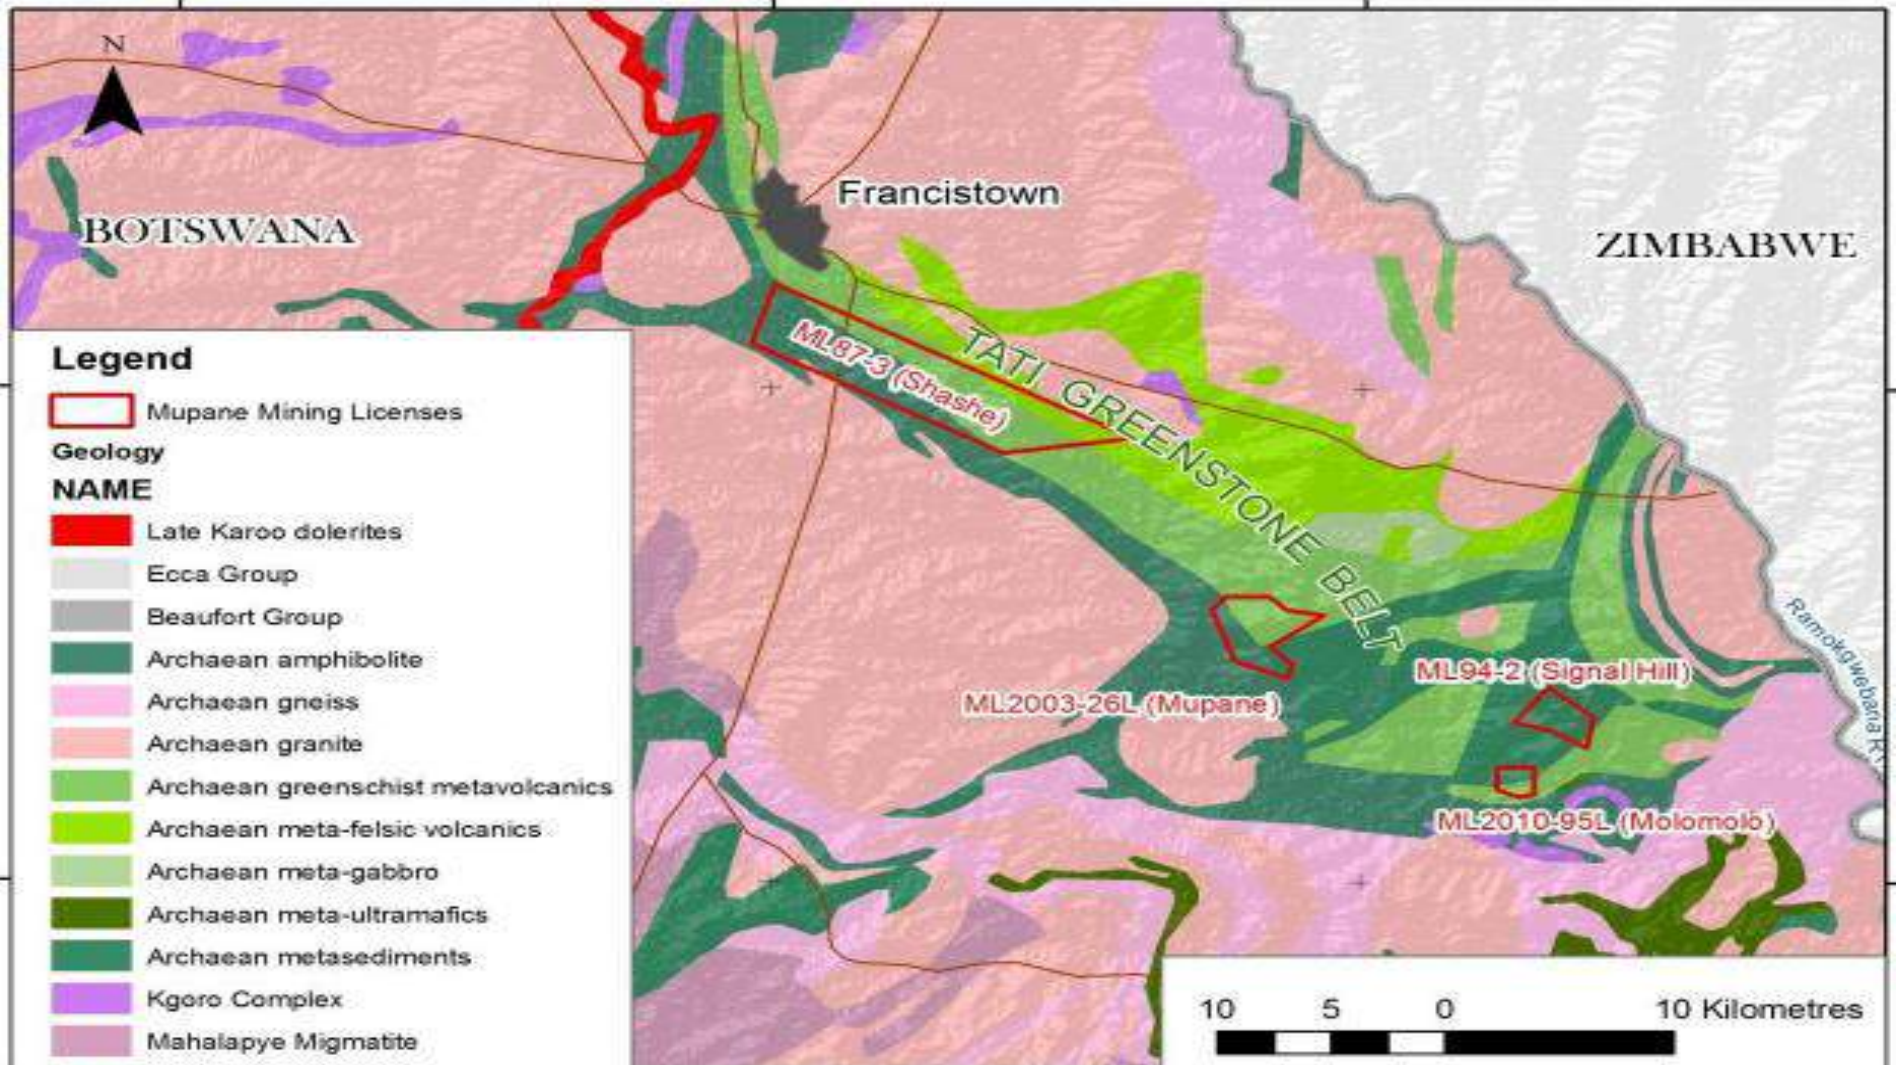 N
Francistown
BOTSWANA
ZIMBABWE
TATI GREENSTONE BELT
ML87-3 (Shashe)
Ramokgwebana R
ML94-2 (Signal Hill)
ML2003-26L (Mupane)
ML2010-95L (Molomolo)
Legend
Mupane Mining Licenses
Geology
NAME
Late Karoo dolerites
Ecca Group
Beaufort Group
Archaean amphibolite
Archaean gneiss
Archaean granite
Archaean greenschist metavolcanics
Archaean meta-felsic volcanics
Archaean meta-gabbro
Archaean meta-ultramafics
Archaean metasediments
Kgoro Complex
Mahalapye Migmatite
10 5 0 10 Kilometres